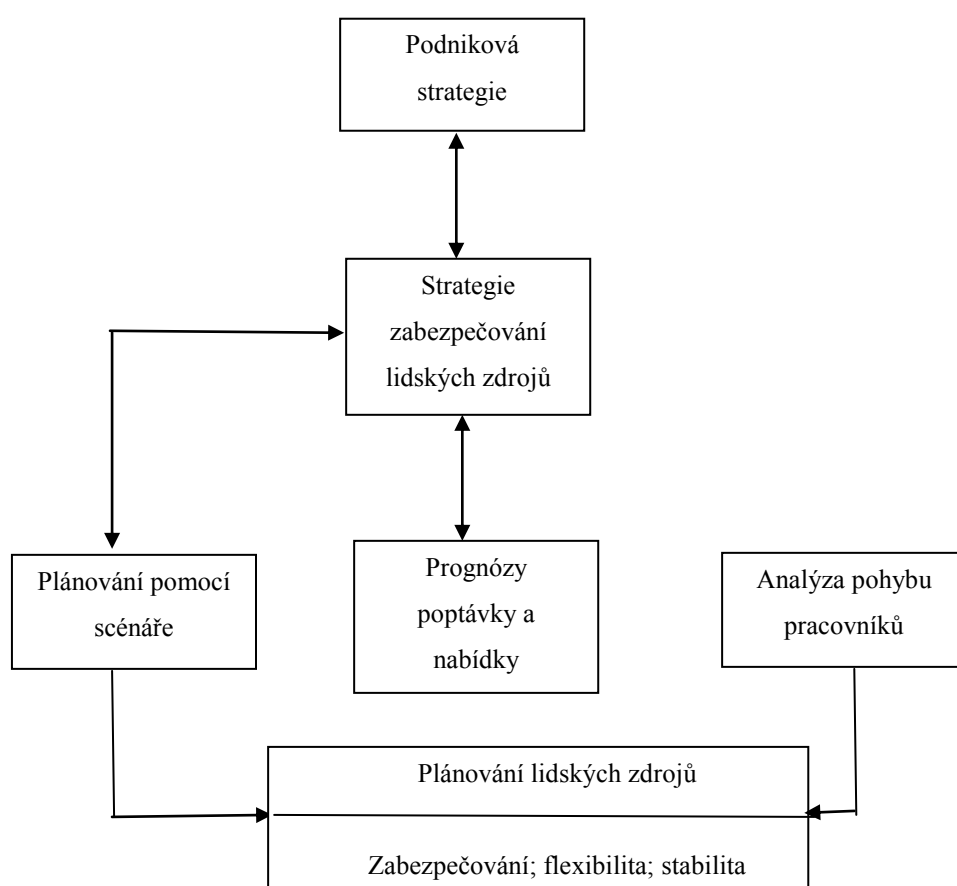 Podniková
strategie
Strategie
zabezpečování
lidských zdrojů
Plánování pomocí
scénáře
Prognózy
poptávky a
nabídky
Analýza pohybu
pracovníků
Plánování lidských zdrojů
Zabezpečování; flexibilita; stabilita